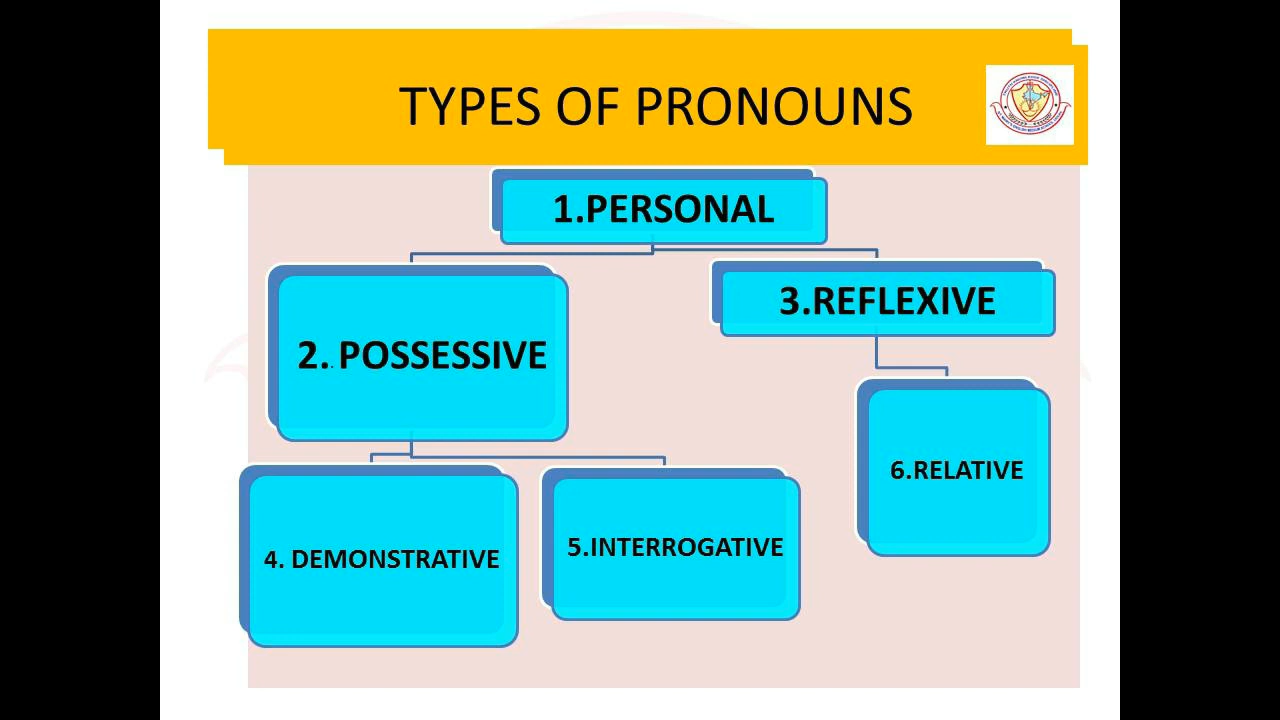 TYPES OF PRONOUNS
1.PERSONAL
2.. POSSESSIVE
3.REFLEXIVE
4. DEMONSTRATIVE
5.INTERROGATIVE
6.RELATIVE